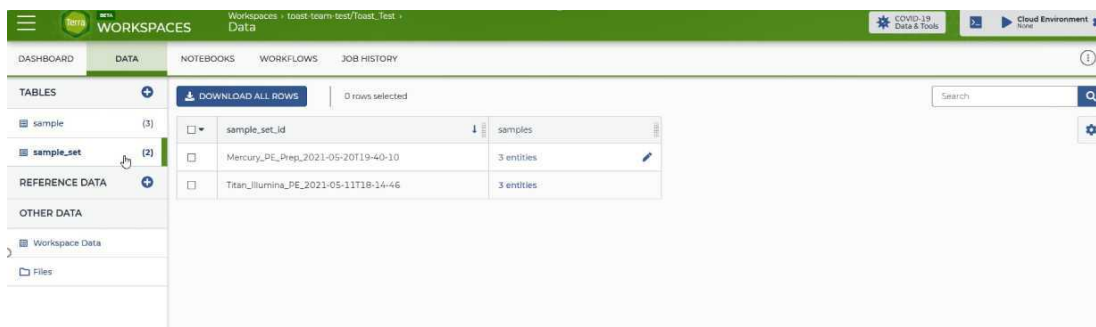 Terra
BETA
WORKSPACES
Workspaces › toast-team-test/Toast_Test ›
Data
COVID-19
Data & Tools
Cloud Environment
None
DASHBOARD
DATA
NOTEBOOKS
WORKFLOWS
JOB HISTORY
TABLES
DOWNLOAD ALL ROWS
0 rows selected
Search
sample (3)
sample_set_id
samples
sample_set (2)
Mercury_PE_Prep_2021-05-20T19-40-10
3 entities
REFERENCE DATA
Titan_Illumina_PE_2021-05-11T18-14-46
3 entities
OTHER DATA
Workspace Data
Files